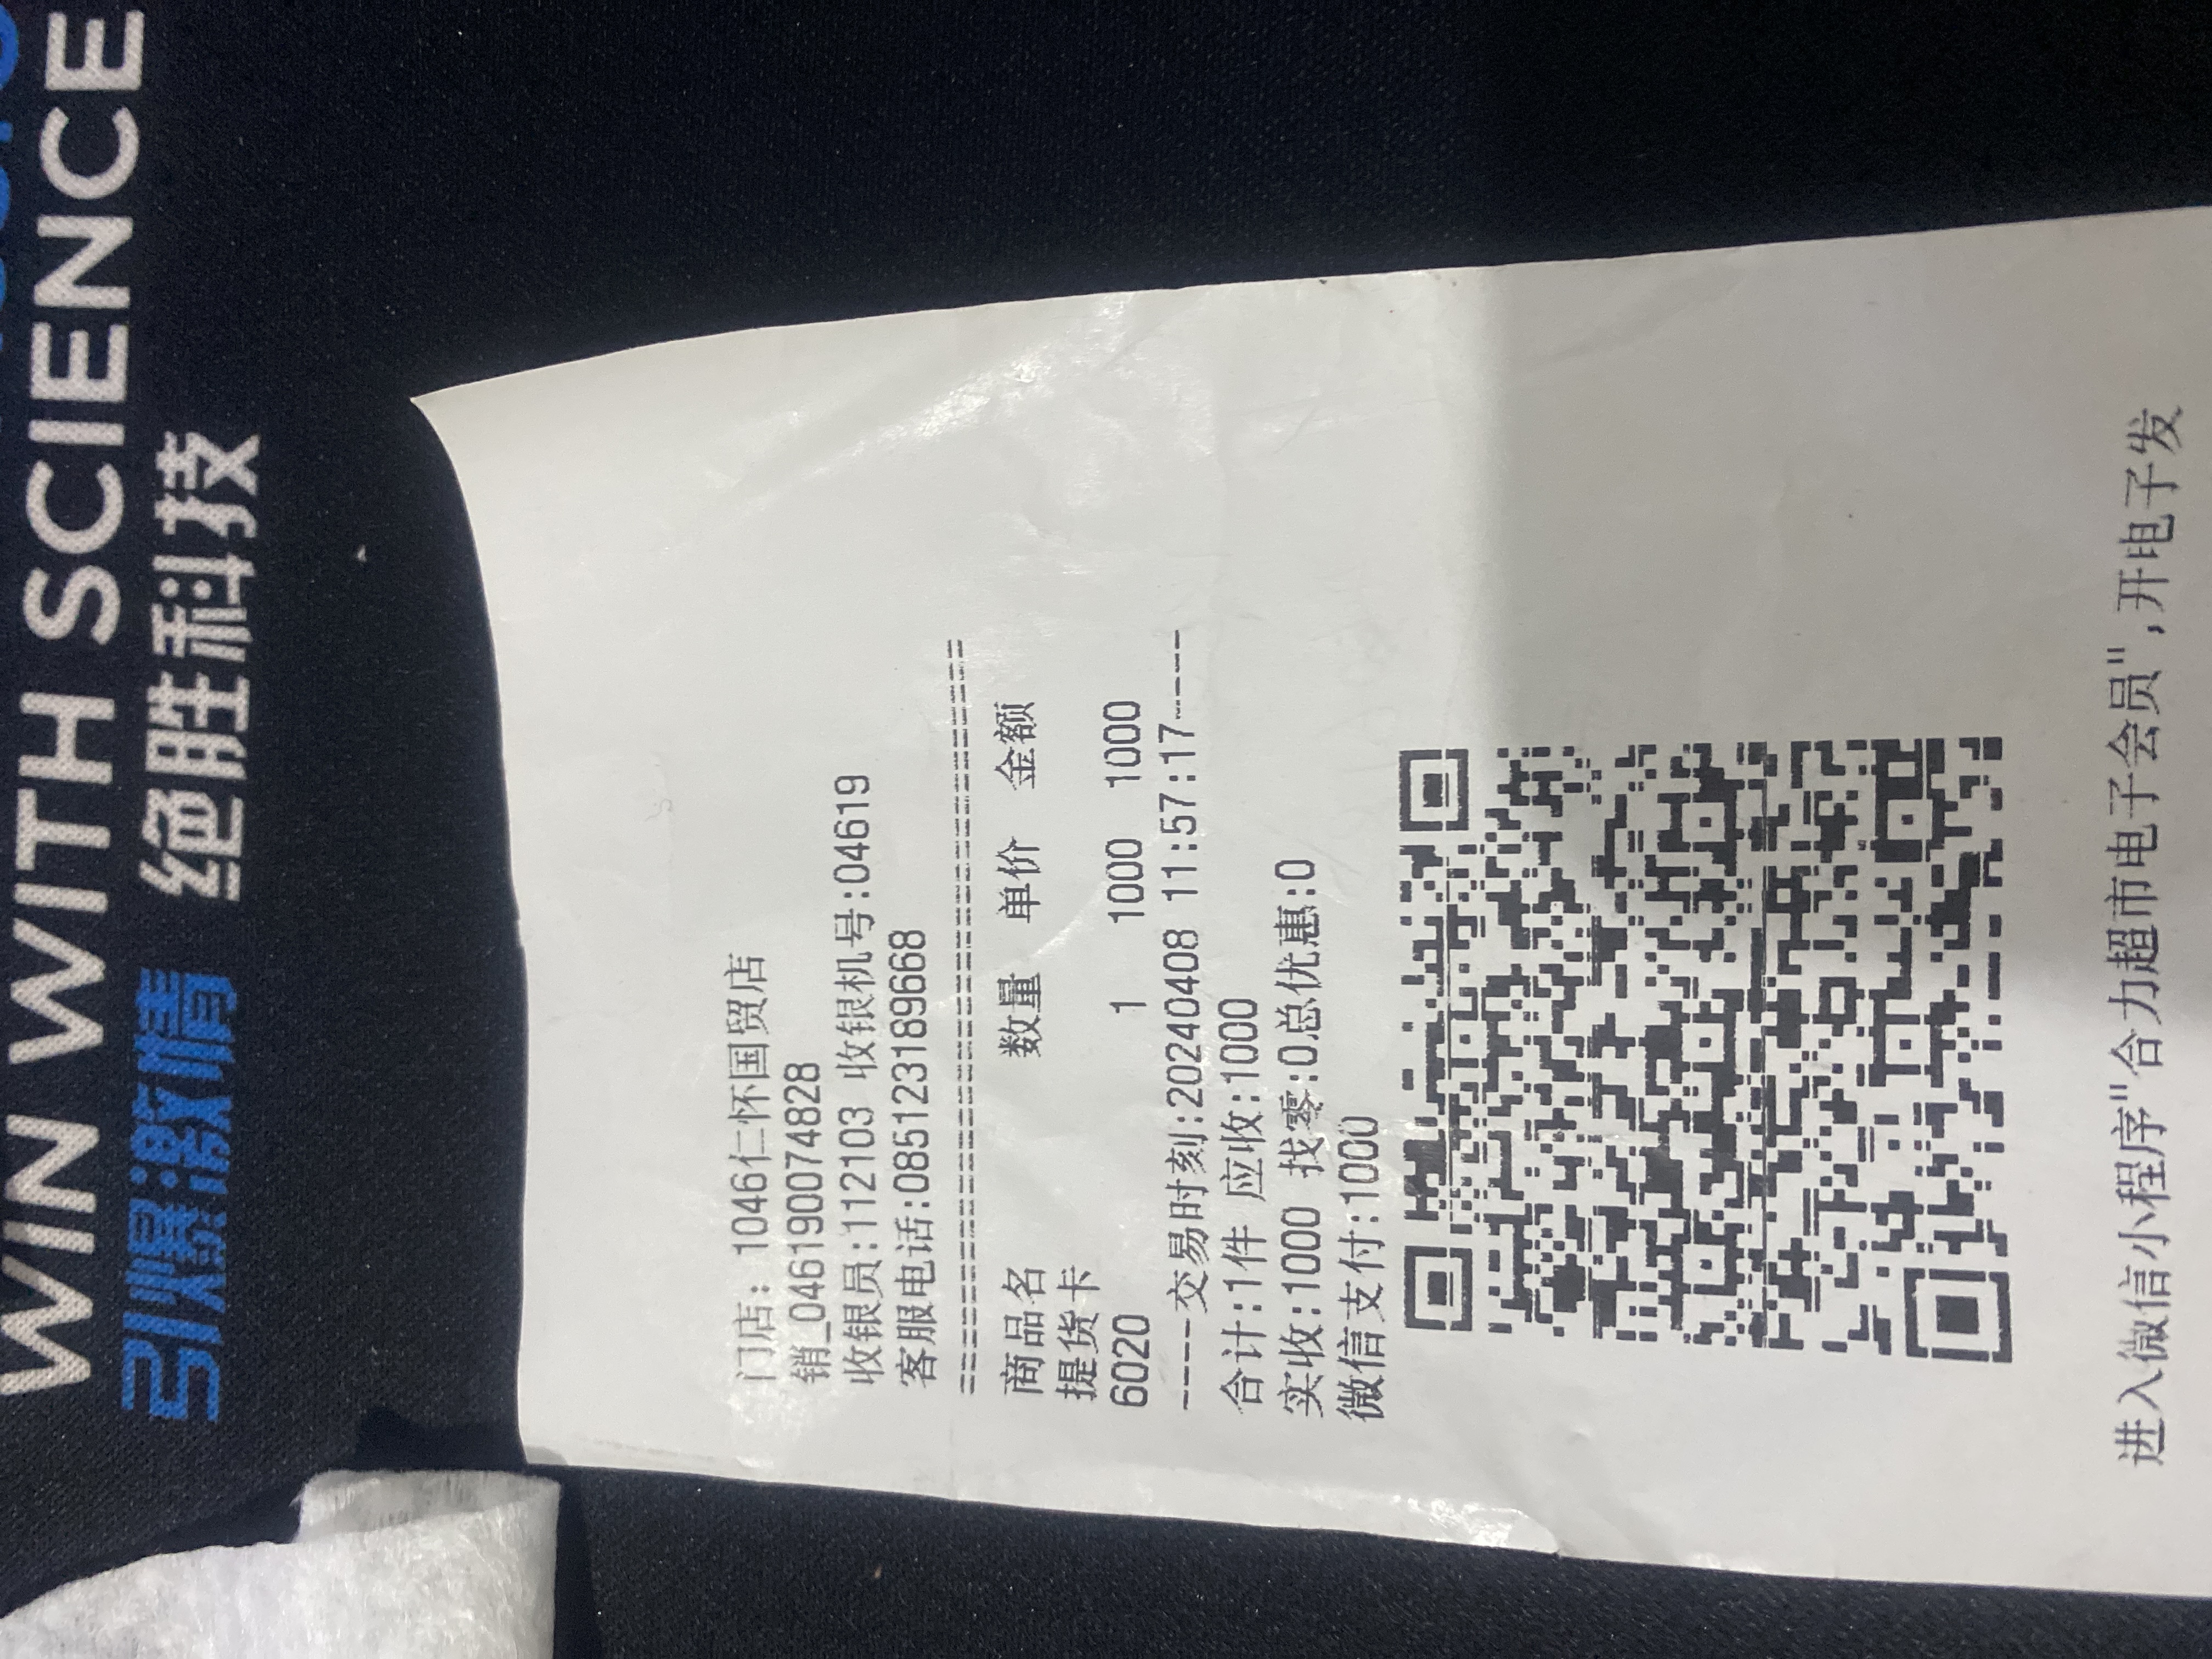 WIN WITH SCIENCE
引爆激情 绝胜科技
门店: 1046仁怀国贸店
销_046190074828
收银员:112103 收银机号:04619
客服电话:085123189668
商品名 数量 单价 金额
提货卡
6020 1 1000 1000
----交易时刻:20240408 11:57:17----
合计:1件 应收:1000
实收:1000 找零:0总优惠:0
微信支付:1000
进入微信小程序"合力超市电子会员",开电子发